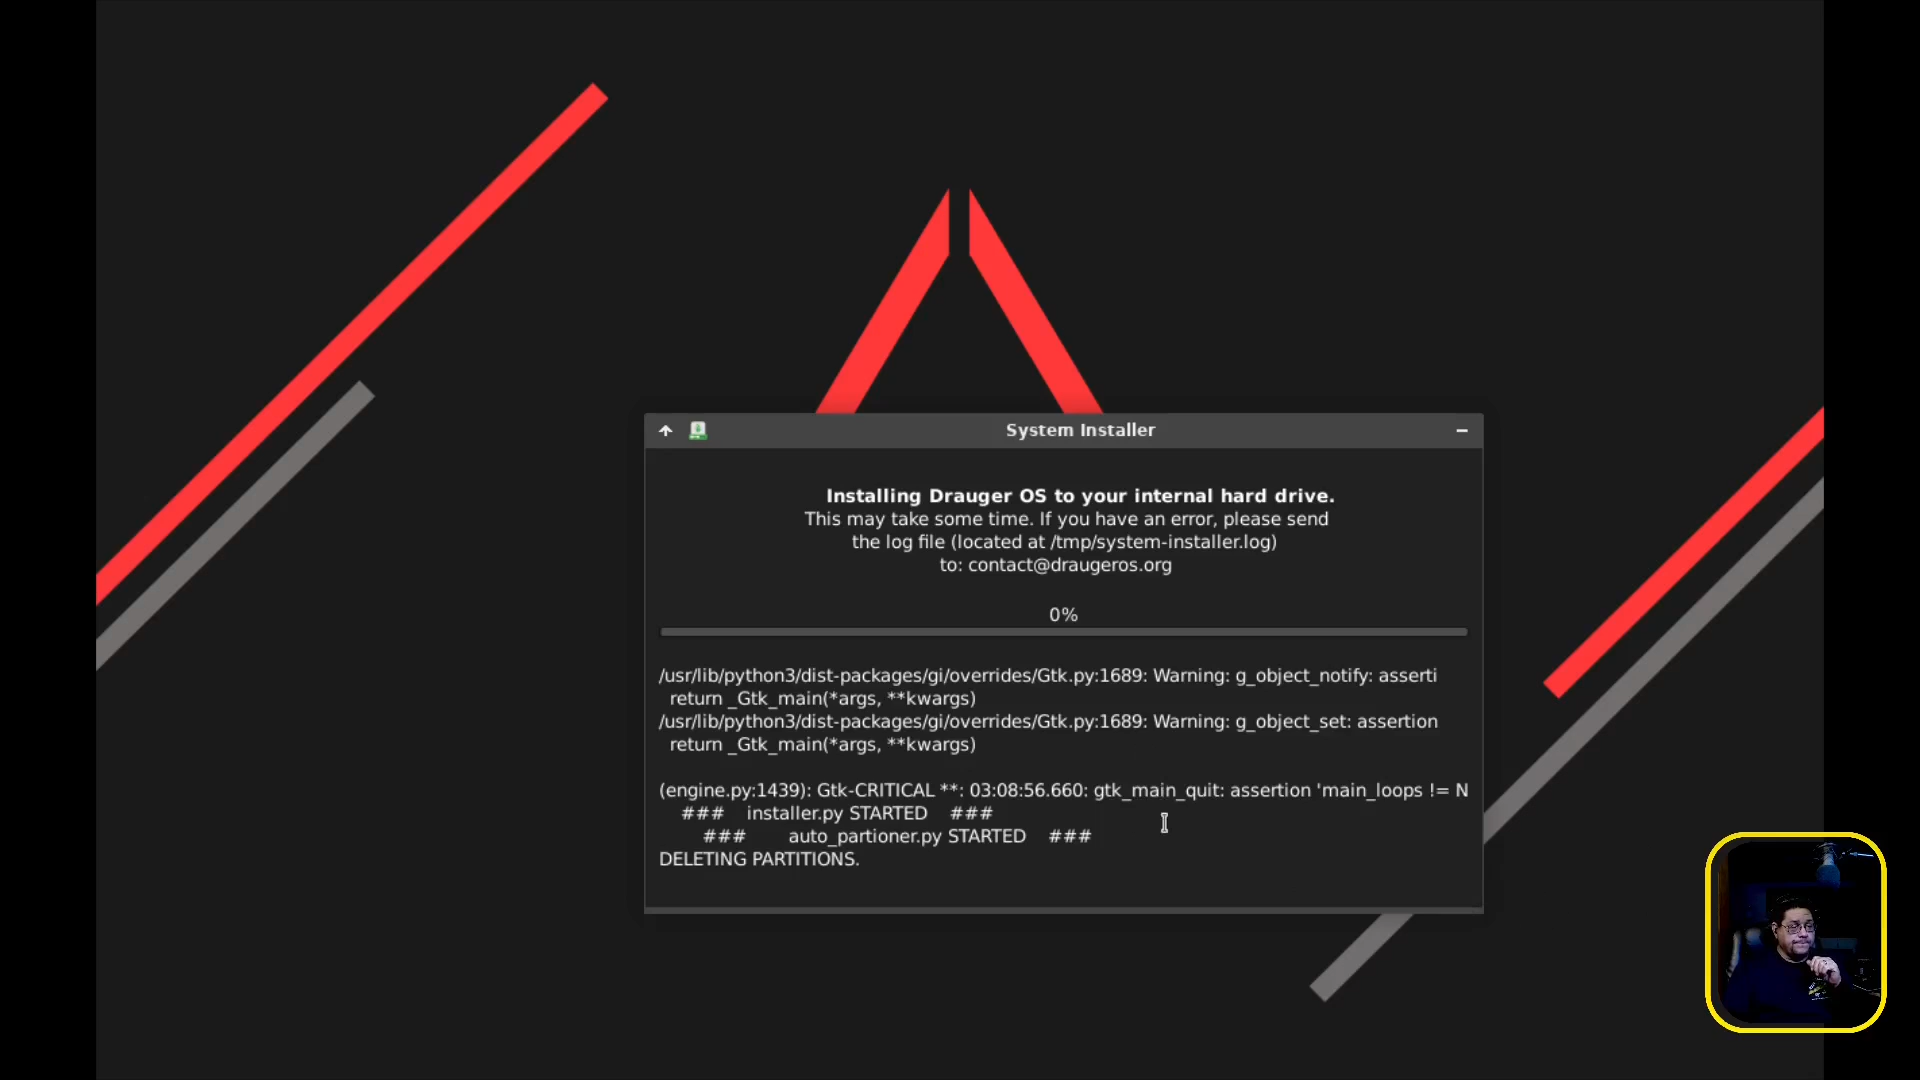 System Installer
Installing Drauger OS to your internal hard drive.
This may take some time. If you have an error, please send
the log file (located at /tmp/system-installer.log)
to: contact@draugeros.org
0%
/usr/lib/python3/dist-packages/gi/overrides/Gtk.py:1689: Warning: g_object_notify: asserti
return _Gtk_main(*args, **kwargs)
/usr/lib/python3/dist-packages/gi/overrides/Gtk.py:1689: Warning: g_object_set: assertion
return _Gtk_main(*args, **kwargs)
(engine.py:1439): Gtk-CRITICAL **: 03:08:56.660: gtk_main_quit: assertion 'main_loops != N
### installer.py STARTED ###
### auto_partioner.py STARTED ###
DELETING PARTITIONS.